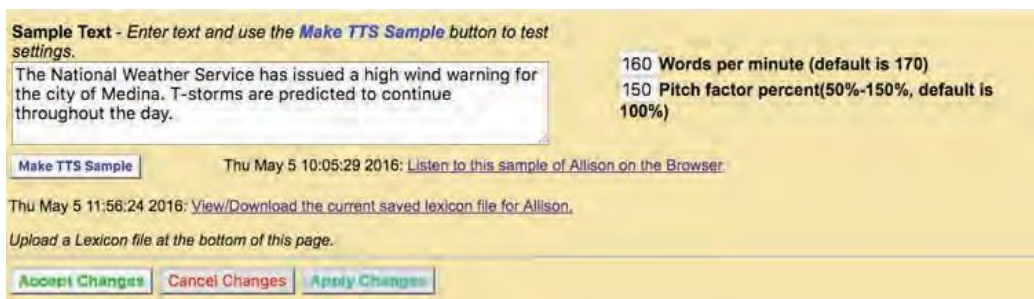 Sample Text - Enter text and use the Make TTS Sample button to test
settings.
The National Weather Service has issued a high wind warning for
the city of Medina. T-storms are predicted to continue
throughout the day.
160 Words per minute (default is 170)
150 Pitch factor percent(50%-150%, default is
100%)
Make TTS Sample Thu May 5 10:05:29 2016: Listen to this sample of Allison on the Browser
Thu May 5 11:56:24 2016: View/Download the current saved lexicon file for Allison.
Upload a Lexicon file at the bottom of this page.
Accept Changes Cancel Changes Apply Changes